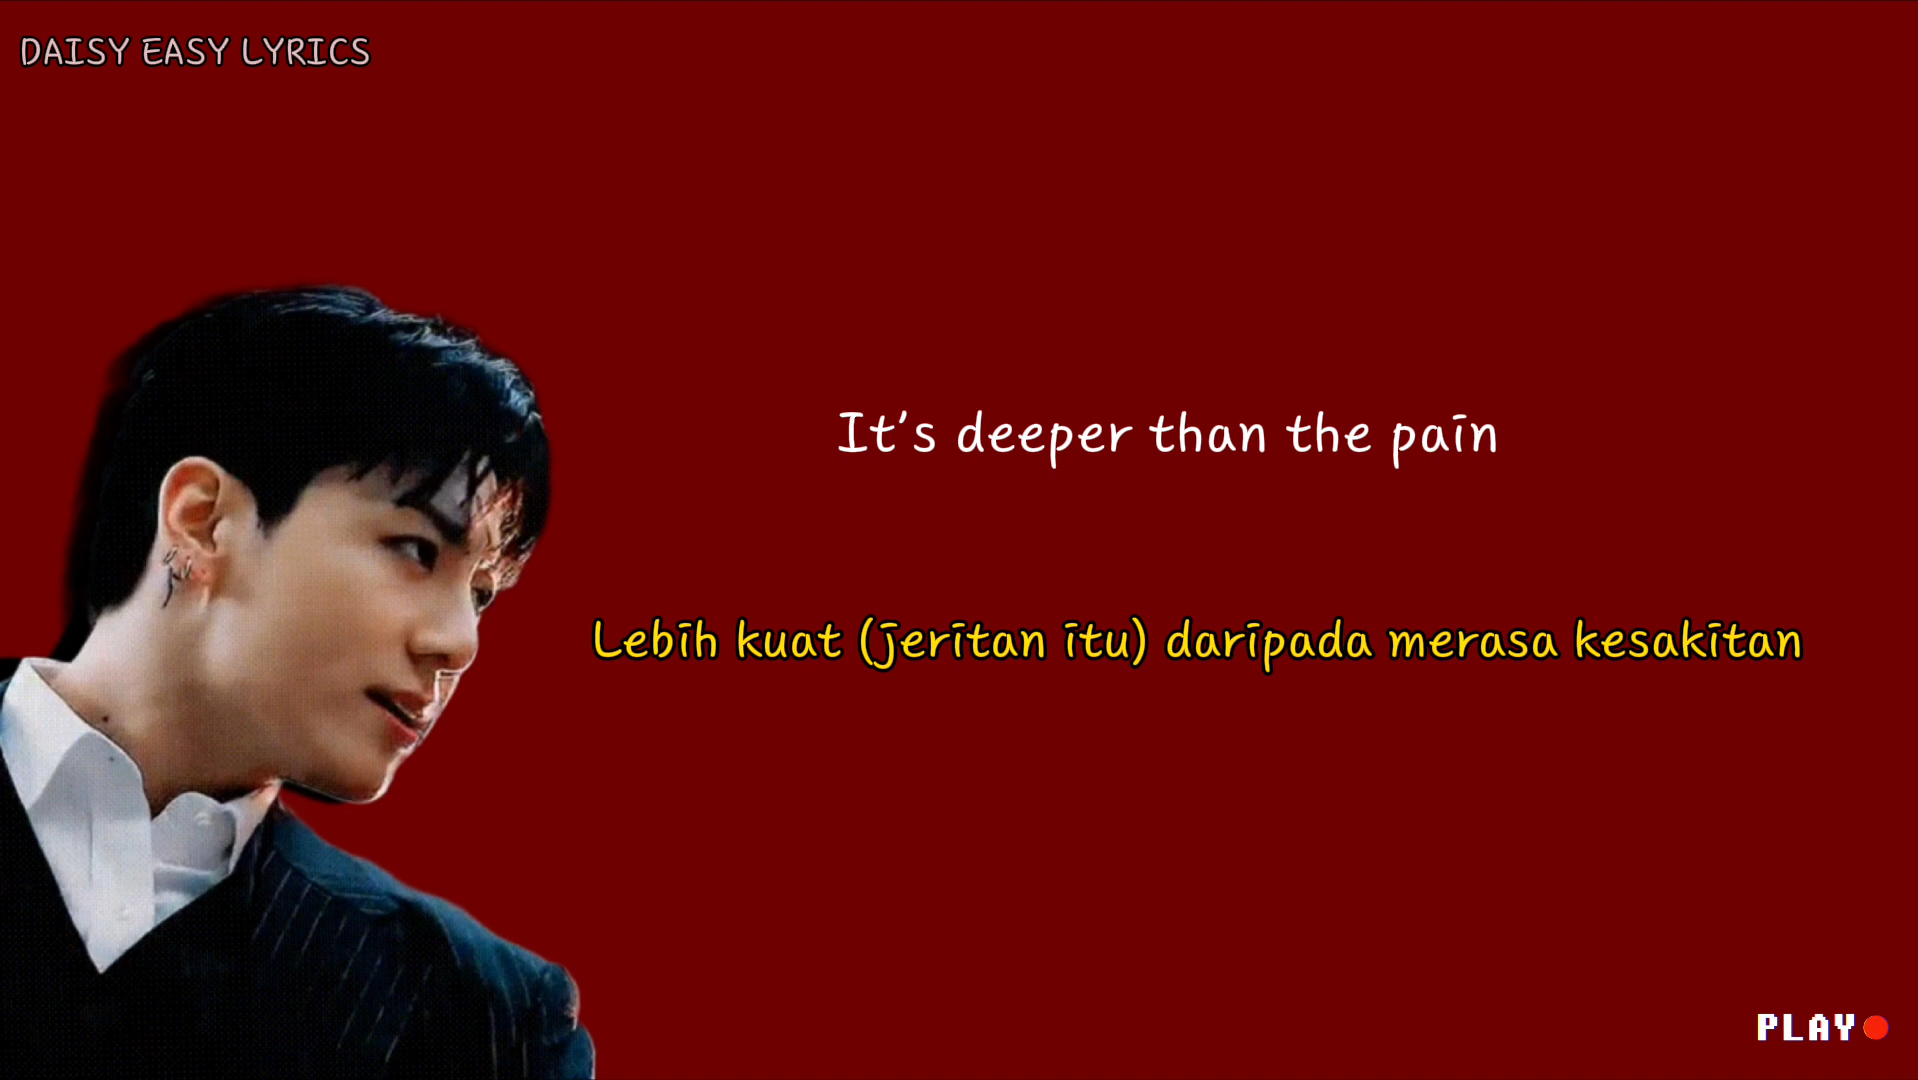 DAISY EASY LYRICS
It's deeper than the pain
Lebih kuat (jeritan itu) daripada merasa kesakitan
PLAY